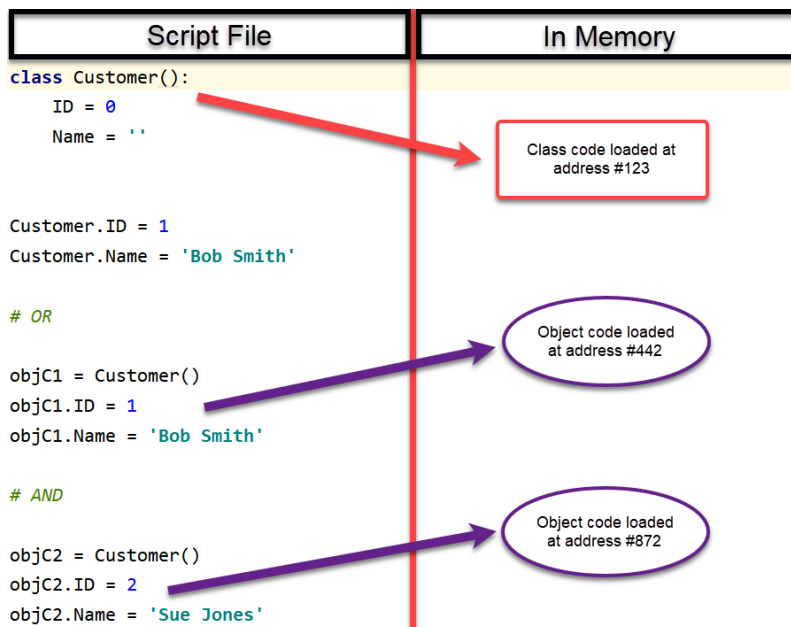 Script File
In Memory
class Customer():
    ID = 0
    Name = ''
Class code loaded at
address #123
Customer.ID = 1
Customer.Name = 'Bob Smith'
# OR
Object code loaded
at address #442
objC1 = Customer()
objC1.ID = 1
objC1.Name = 'Bob Smith'
# AND
Object code loaded
at address #872
objC2 = Customer()
objC2.ID = 2
objC2.Name = 'Sue Jones'